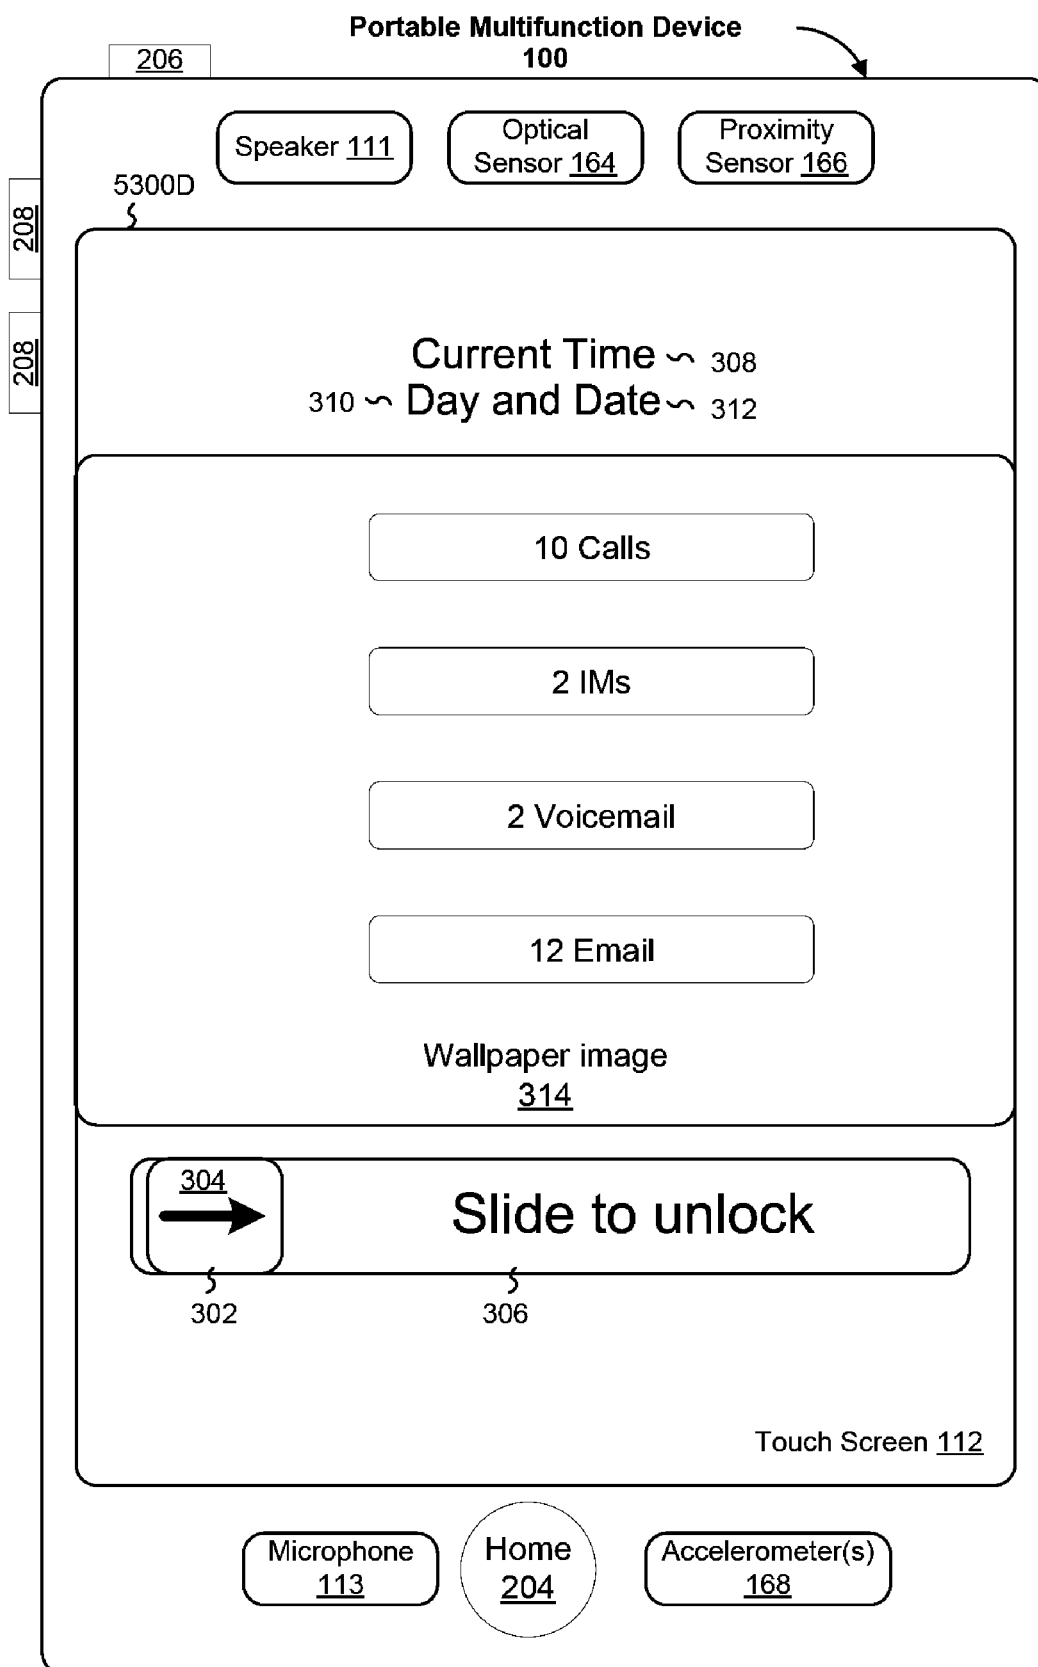 Portable Multifunction Device
100
206
Speaker 111
Optical
Sensor 164
Proximity
Sensor 166
5300D
208
208
Current Time 308
310 Day and Date 312
10 Calls
2 IMs
2 Voicemail
12 Email
Wallpaper image
314
304
Slide to unlock
302
306
Touch Screen 112
Microphone
113
Home
204
Accelerometer(s)
168